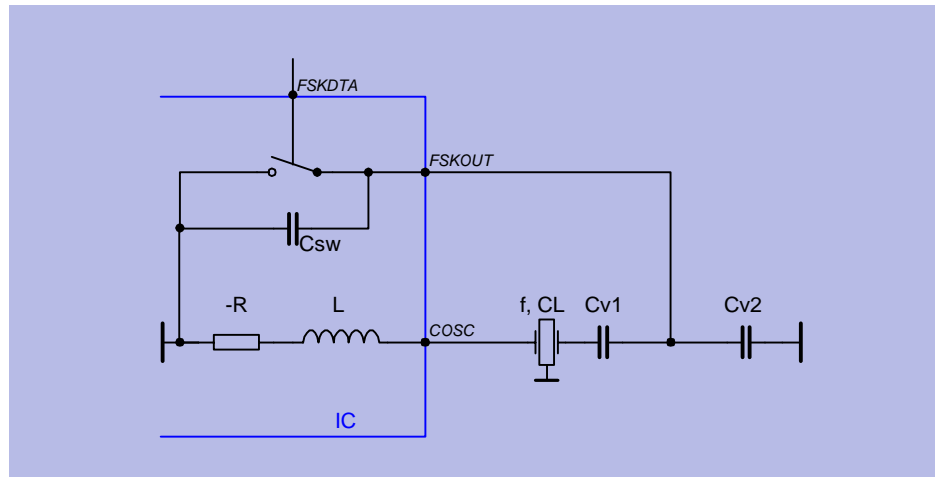 FSKDTA
FSKOUT
Csw
-R L f, CL Cv1 Cv2
COSC
IC